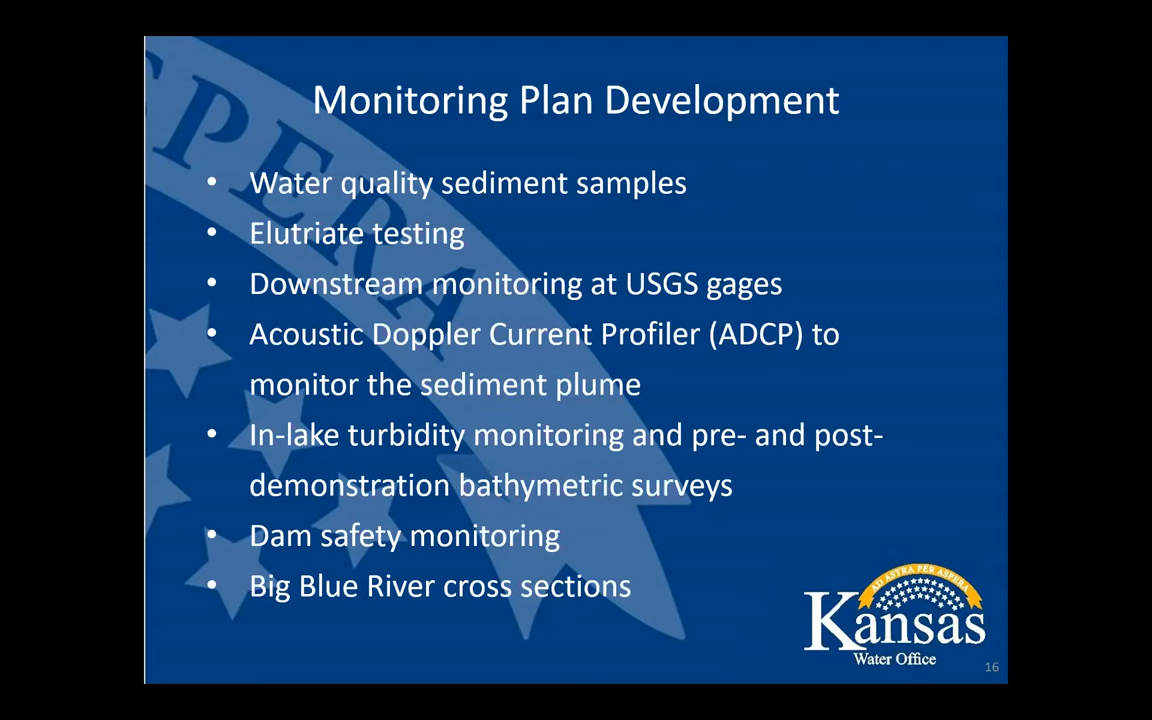 Monitoring Plan Development
• Water quality sediment samples
• Elutriate testing
• Downstream monitoring at USGS gages
• Acoustic Doppler Current Profiler (ADCP) to
monitor the sediment plume
• In-lake turbidity monitoring and pre- and post-
demonstration bathymetric surveys
• Dam safety monitoring
• Big Blue River cross sections
SPERA
AD ASTRA PER ASPERA
Kansas
Water Office
16